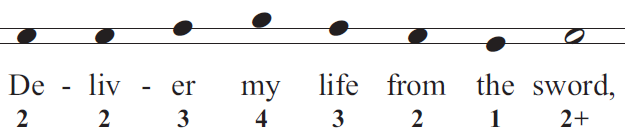 De - liv - er my life from the sword,
2 2 3 4 3 2 1 2+